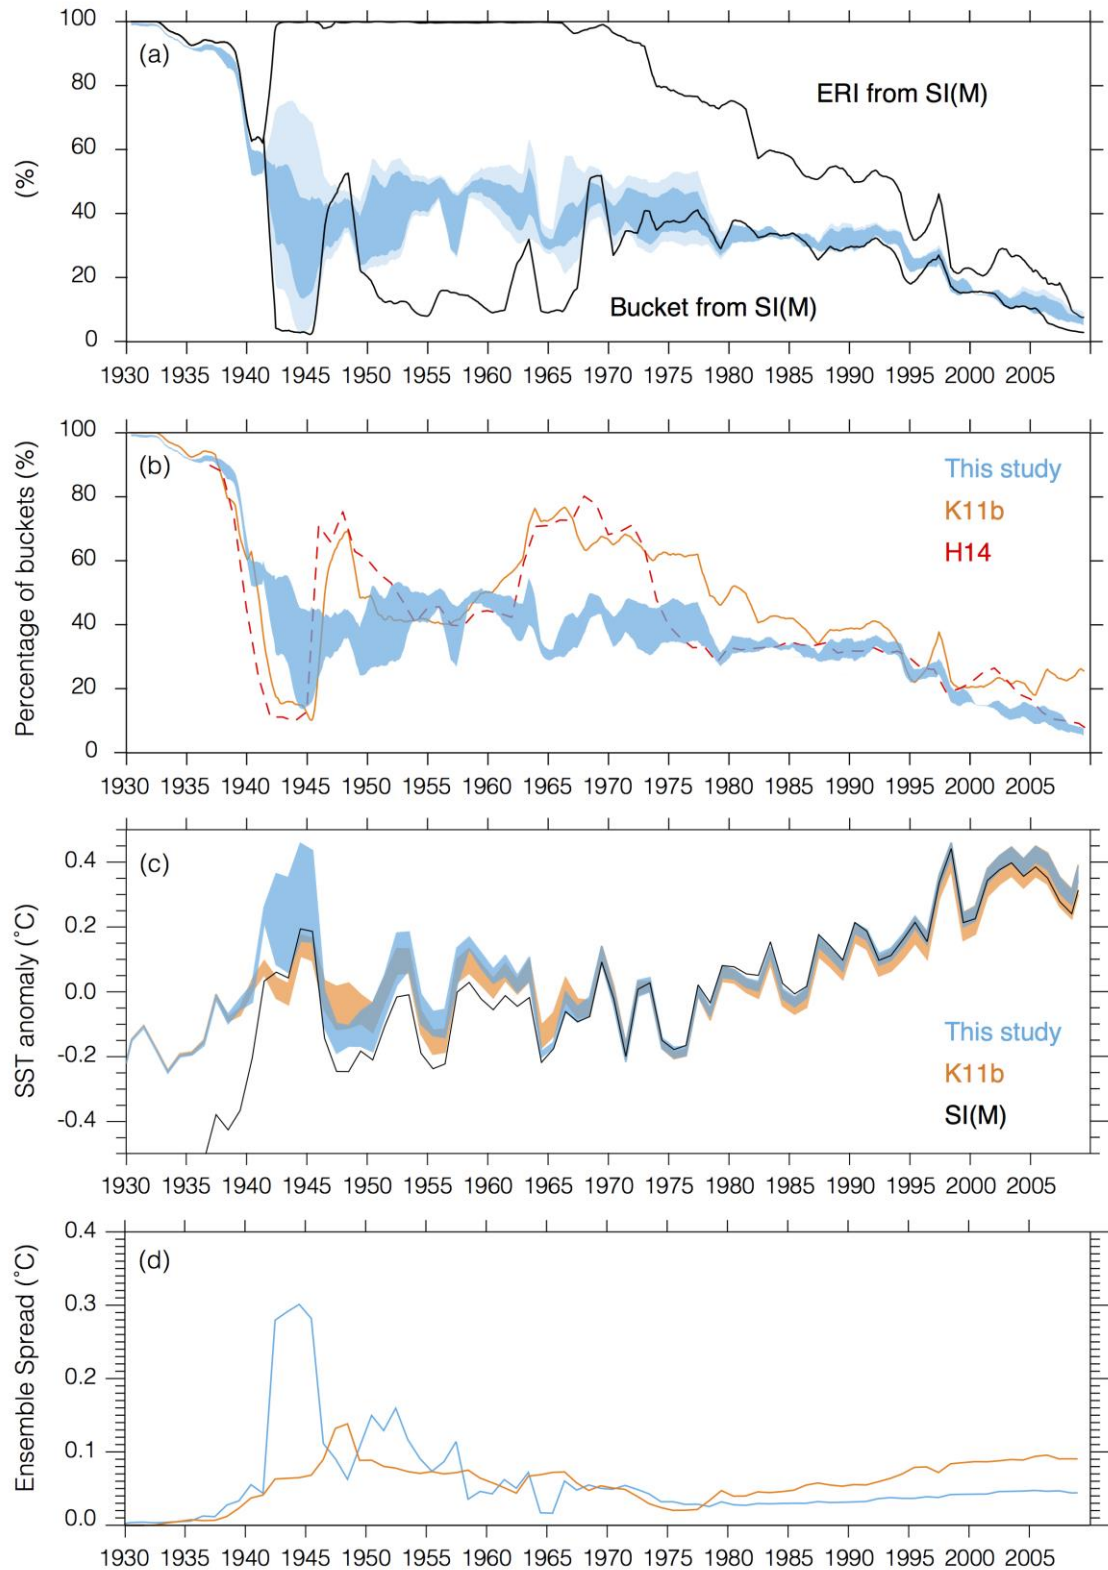 100
80
60
40
20
0
(%)
(a)
ERI from SI(M)
Bucket from SI(M)
1930 1935 1940 1945 1950 1955 1960 1965 1970 1975 1980 1985 1990 1995 2000 2005
100
80
60
40
20
0
Percentage of buckets (%)
(b)
This study
K11b
H14
1930 1935 1940 1945 1950 1955 1960 1965 1970 1975 1980 1985 1990 1995 2000 2005
0.4
0.2
0.0
-0.2
-0.4
SST anomaly (˚C)
(c)
This study
K11b
SI(M)
1930 1935 1940 1945 1950 1955 1960 1965 1970 1975 1980 1985 1990 1995 2000 2005
0.4
0.3
0.2
0.1
0.0
Ensemble Spread (˚C)
(d)
1930 1935 1940 1945 1950 1955 1960 1965 1970 1975 1980 1985 1990 1995 2000 2005